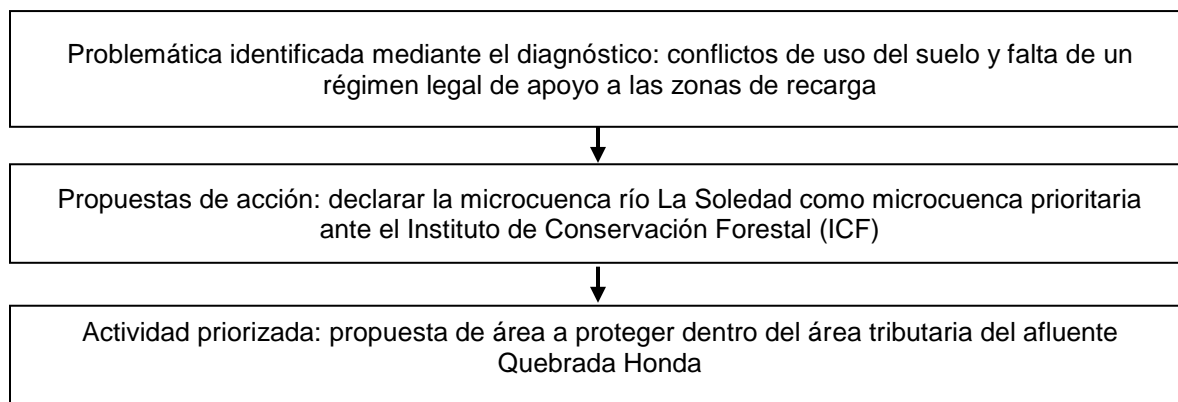 Problemática identificada mediante el diagnóstico: conflictos de uso del suelo y falta de un
régimen legal de apoyo a las zonas de recarga
Propuestas de acción: declarar la microcuenca río La Soledad como microcuenca prioritaria
ante el Instituto de Conservación Forestal (ICF)
Actividad priorizada: propuesta de área a proteger dentro del área tributaria del afluente
Quebrada Honda